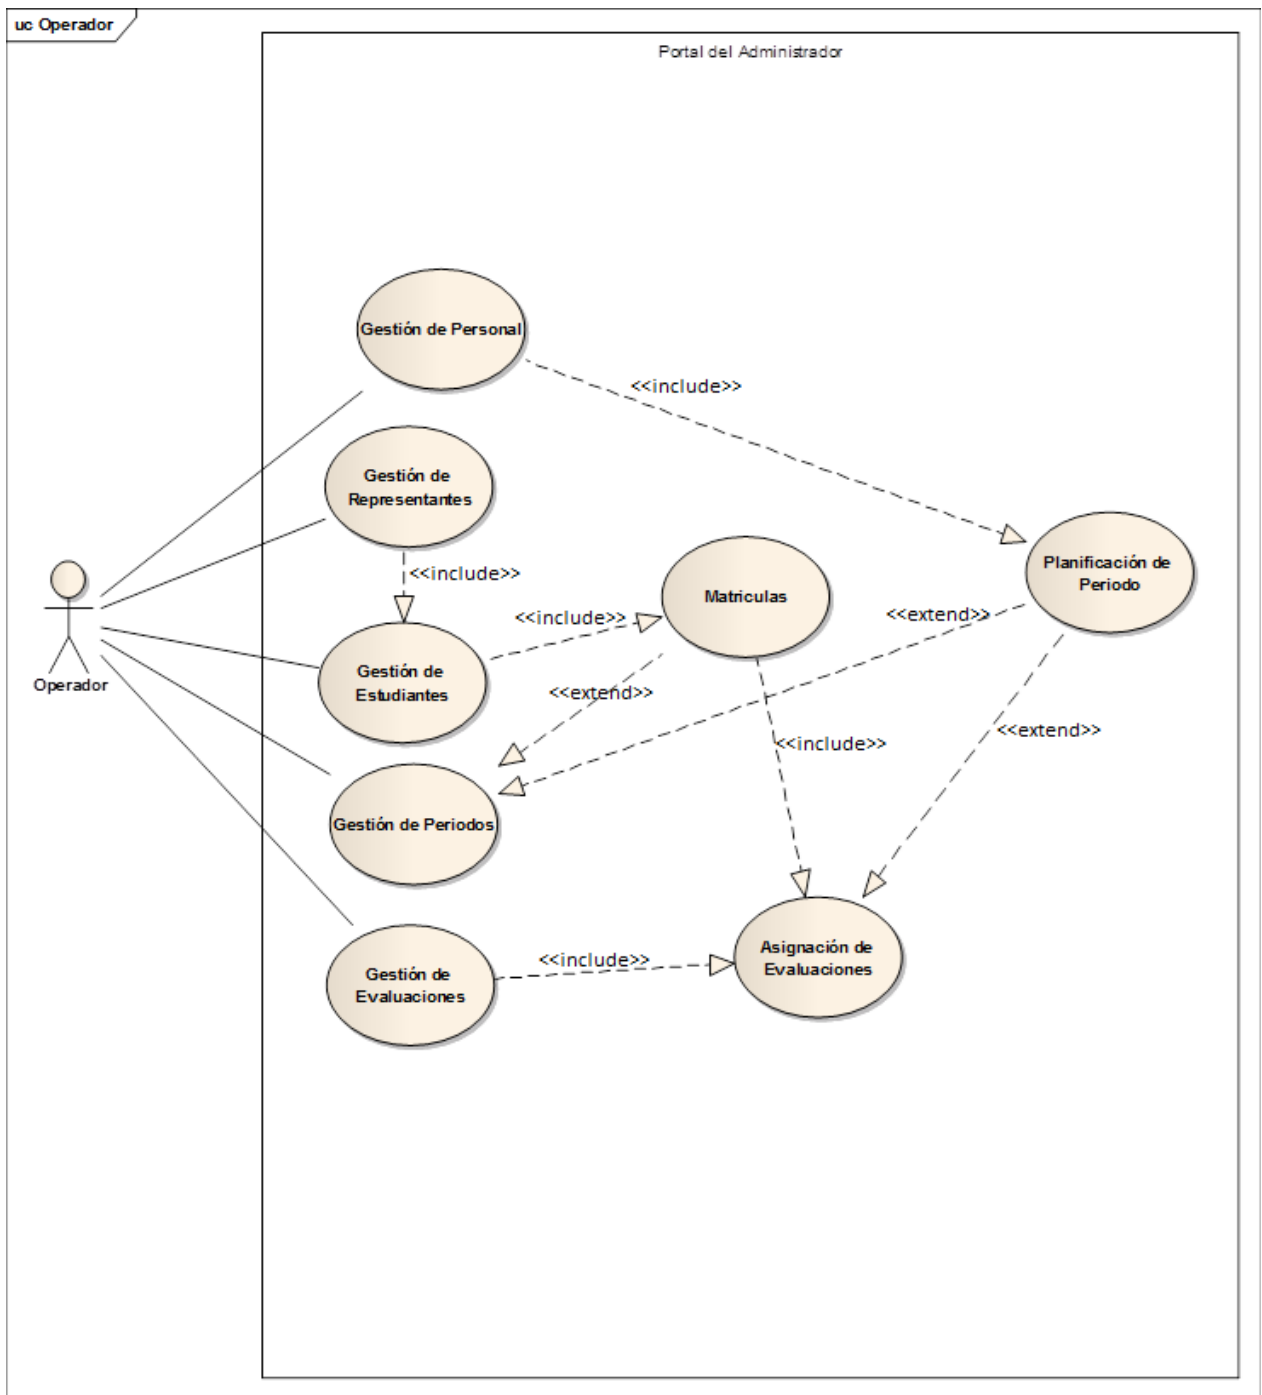 uc Operador
Portal del Administrador
Gestión de Personal
<<include>>
Gestión de
Representantes
<<include>>
Planificación de
Periodo
Matriculas
<<include>>
<<extend>>
Operador
Gestión de
Estudiantes
<<extend>>
<<extend>>
<<include>>
Gestión de Periodos
Asignación de
Evaluaciones
<<include>>
Gestión de
Evaluaciones